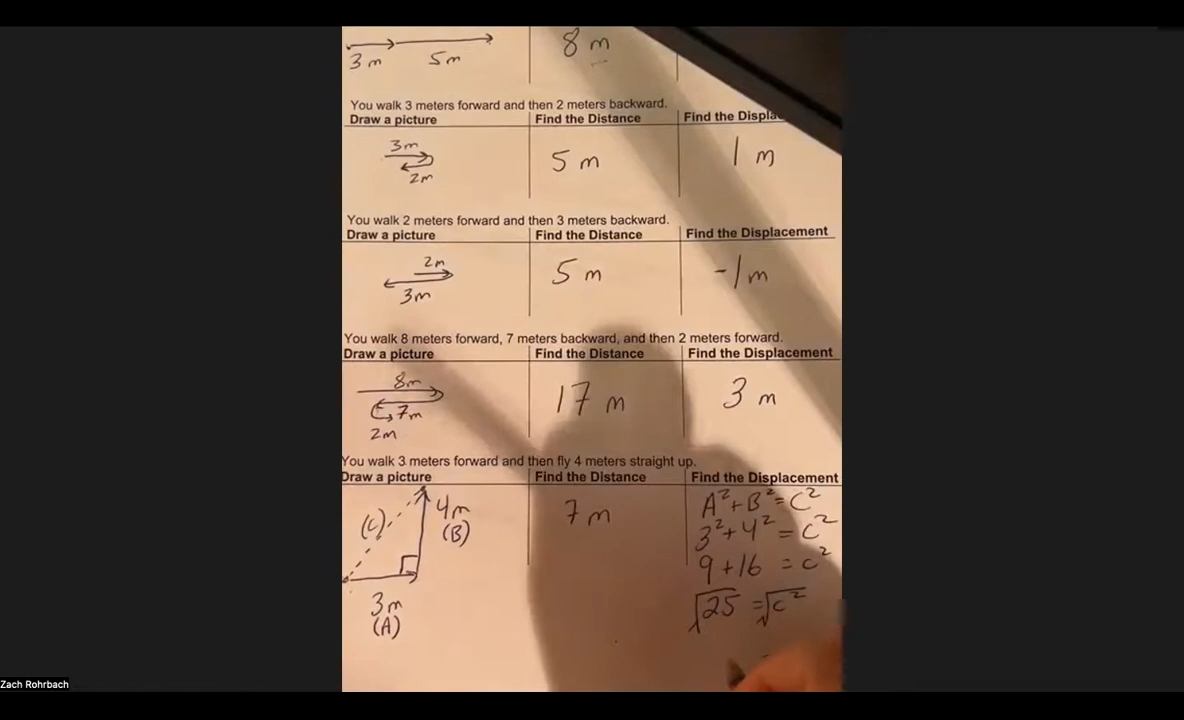 3 m 5m 8 m
You walk 3 meters forward and then 2 meters backward.
Draw a picture Find the Distance Find the Displace
3m
2m
5 m 1 m
You walk 2 meters forward and then 3 meters backward.
Draw a picture Find the Distance Find the Displacement
2m
3m
5 m -1m
You walk 8 meters forward, 7 meters backward, and then 2 meters forward.
Draw a picture Find the Distance Find the Displacement
8m
7m
2m
17 m 3 m
You walk 3 meters forward and then fly 4 meters straight up.
Draw a picture Find the Distance Find the Displacement
(C) 4m
(B)
3m
(A)
7 m
A²+B²=C²
3²+4²=C²
9+16=c²
√25=√c²
Zach Rohrbach